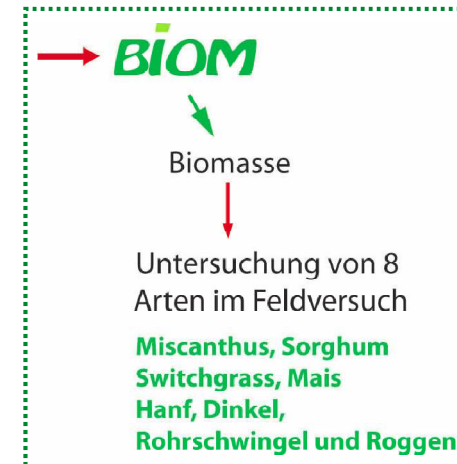 BiOM
Biomasse
Untersuchung von 8
Arten im Feldversuch
Miscanthus, Sorghum
Switchgrass, Mais
Hanf, Dinkel,
Rohrschwingel und Roggen